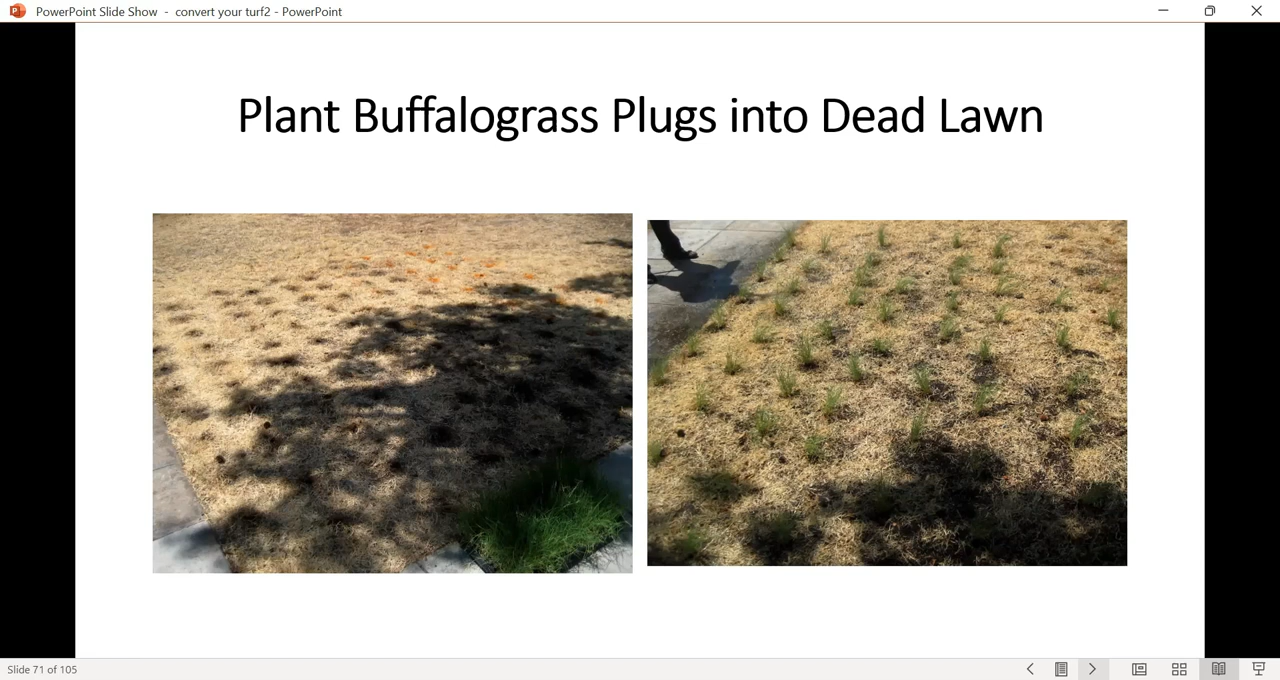 PowerPoint Slide Show - convert your turf2 - PowerPoint
Plant Buffalograss Plugs into Dead Lawn
Slide 71 of 105